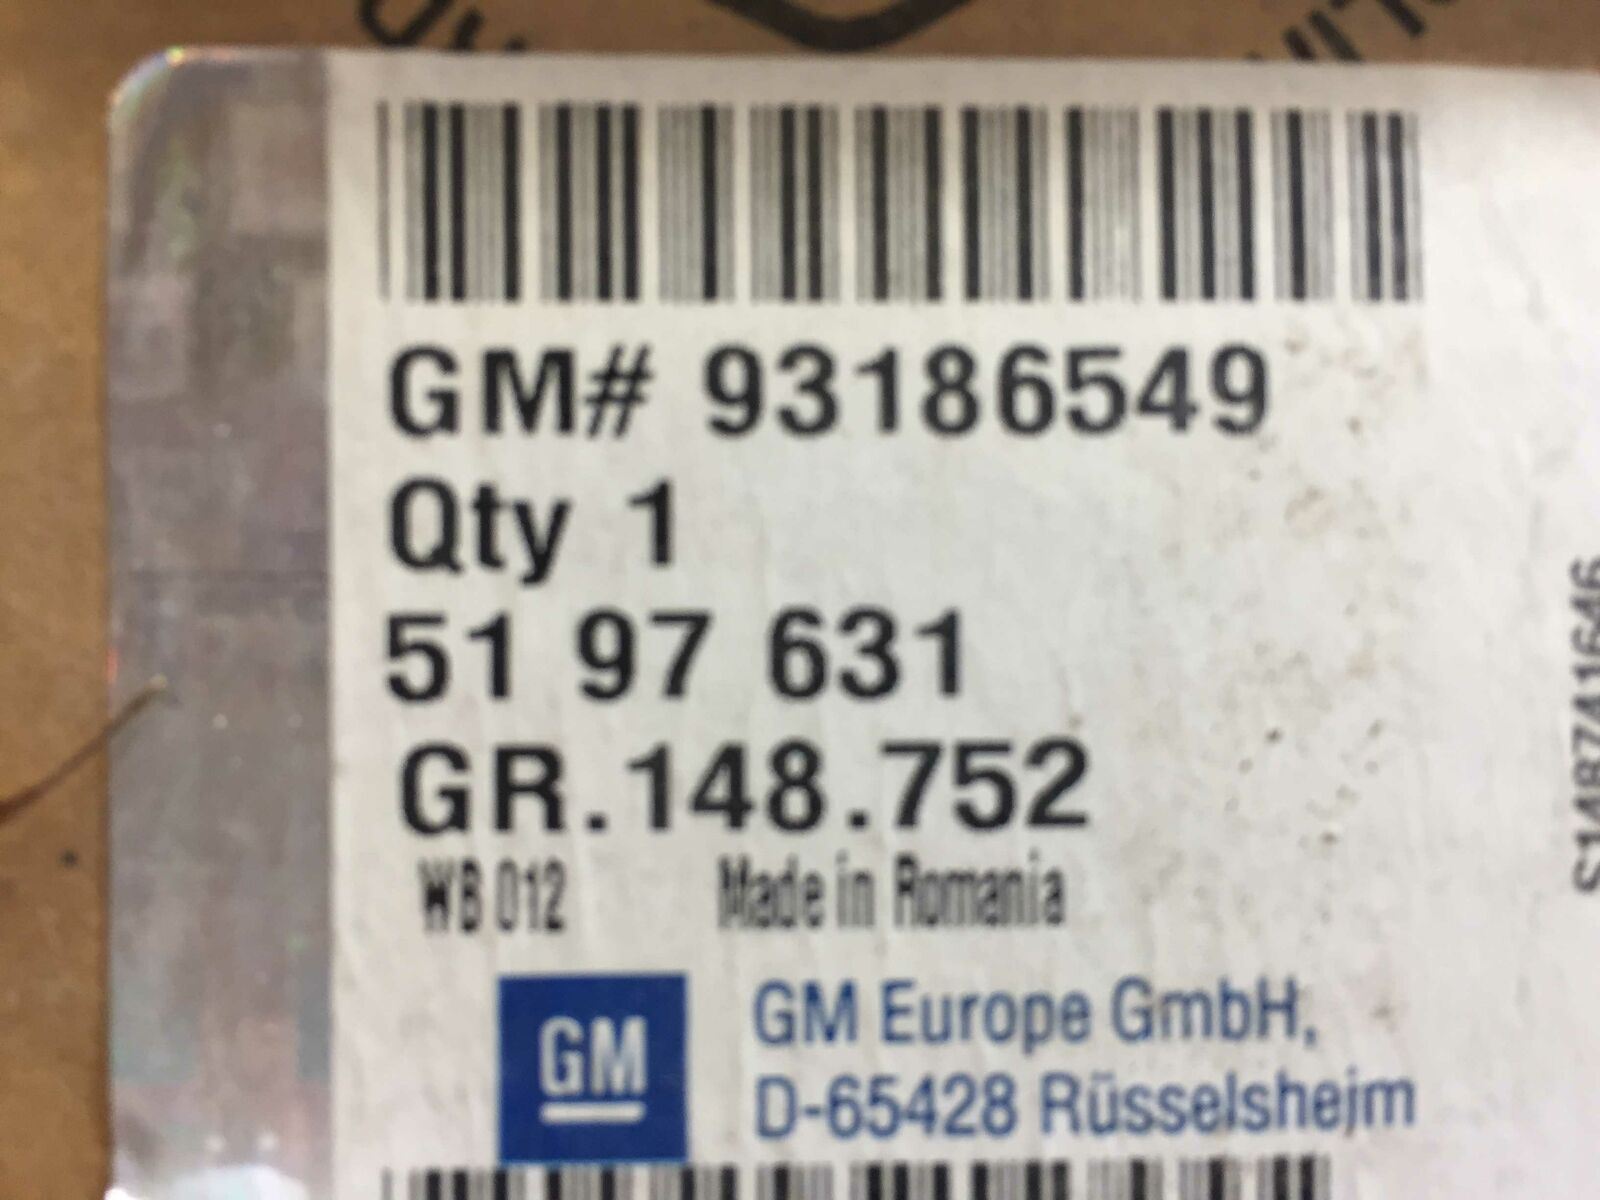 GM# 93186549
Qty 1
51 97 631
GR.148.752
WB 012 Made in Romania
GM
GM Europe GmbH,
D-65428 Rüsselsheim
S1487741646